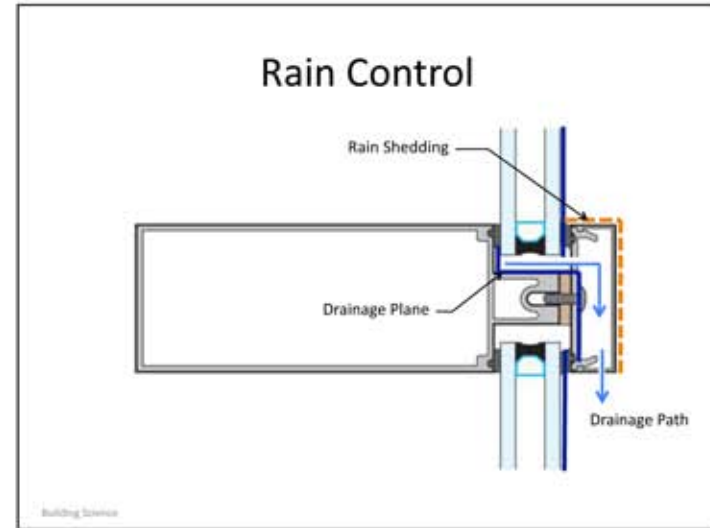 Rain Control
Rain Shedding
Drainage Plane
Drainage Path
Building Science